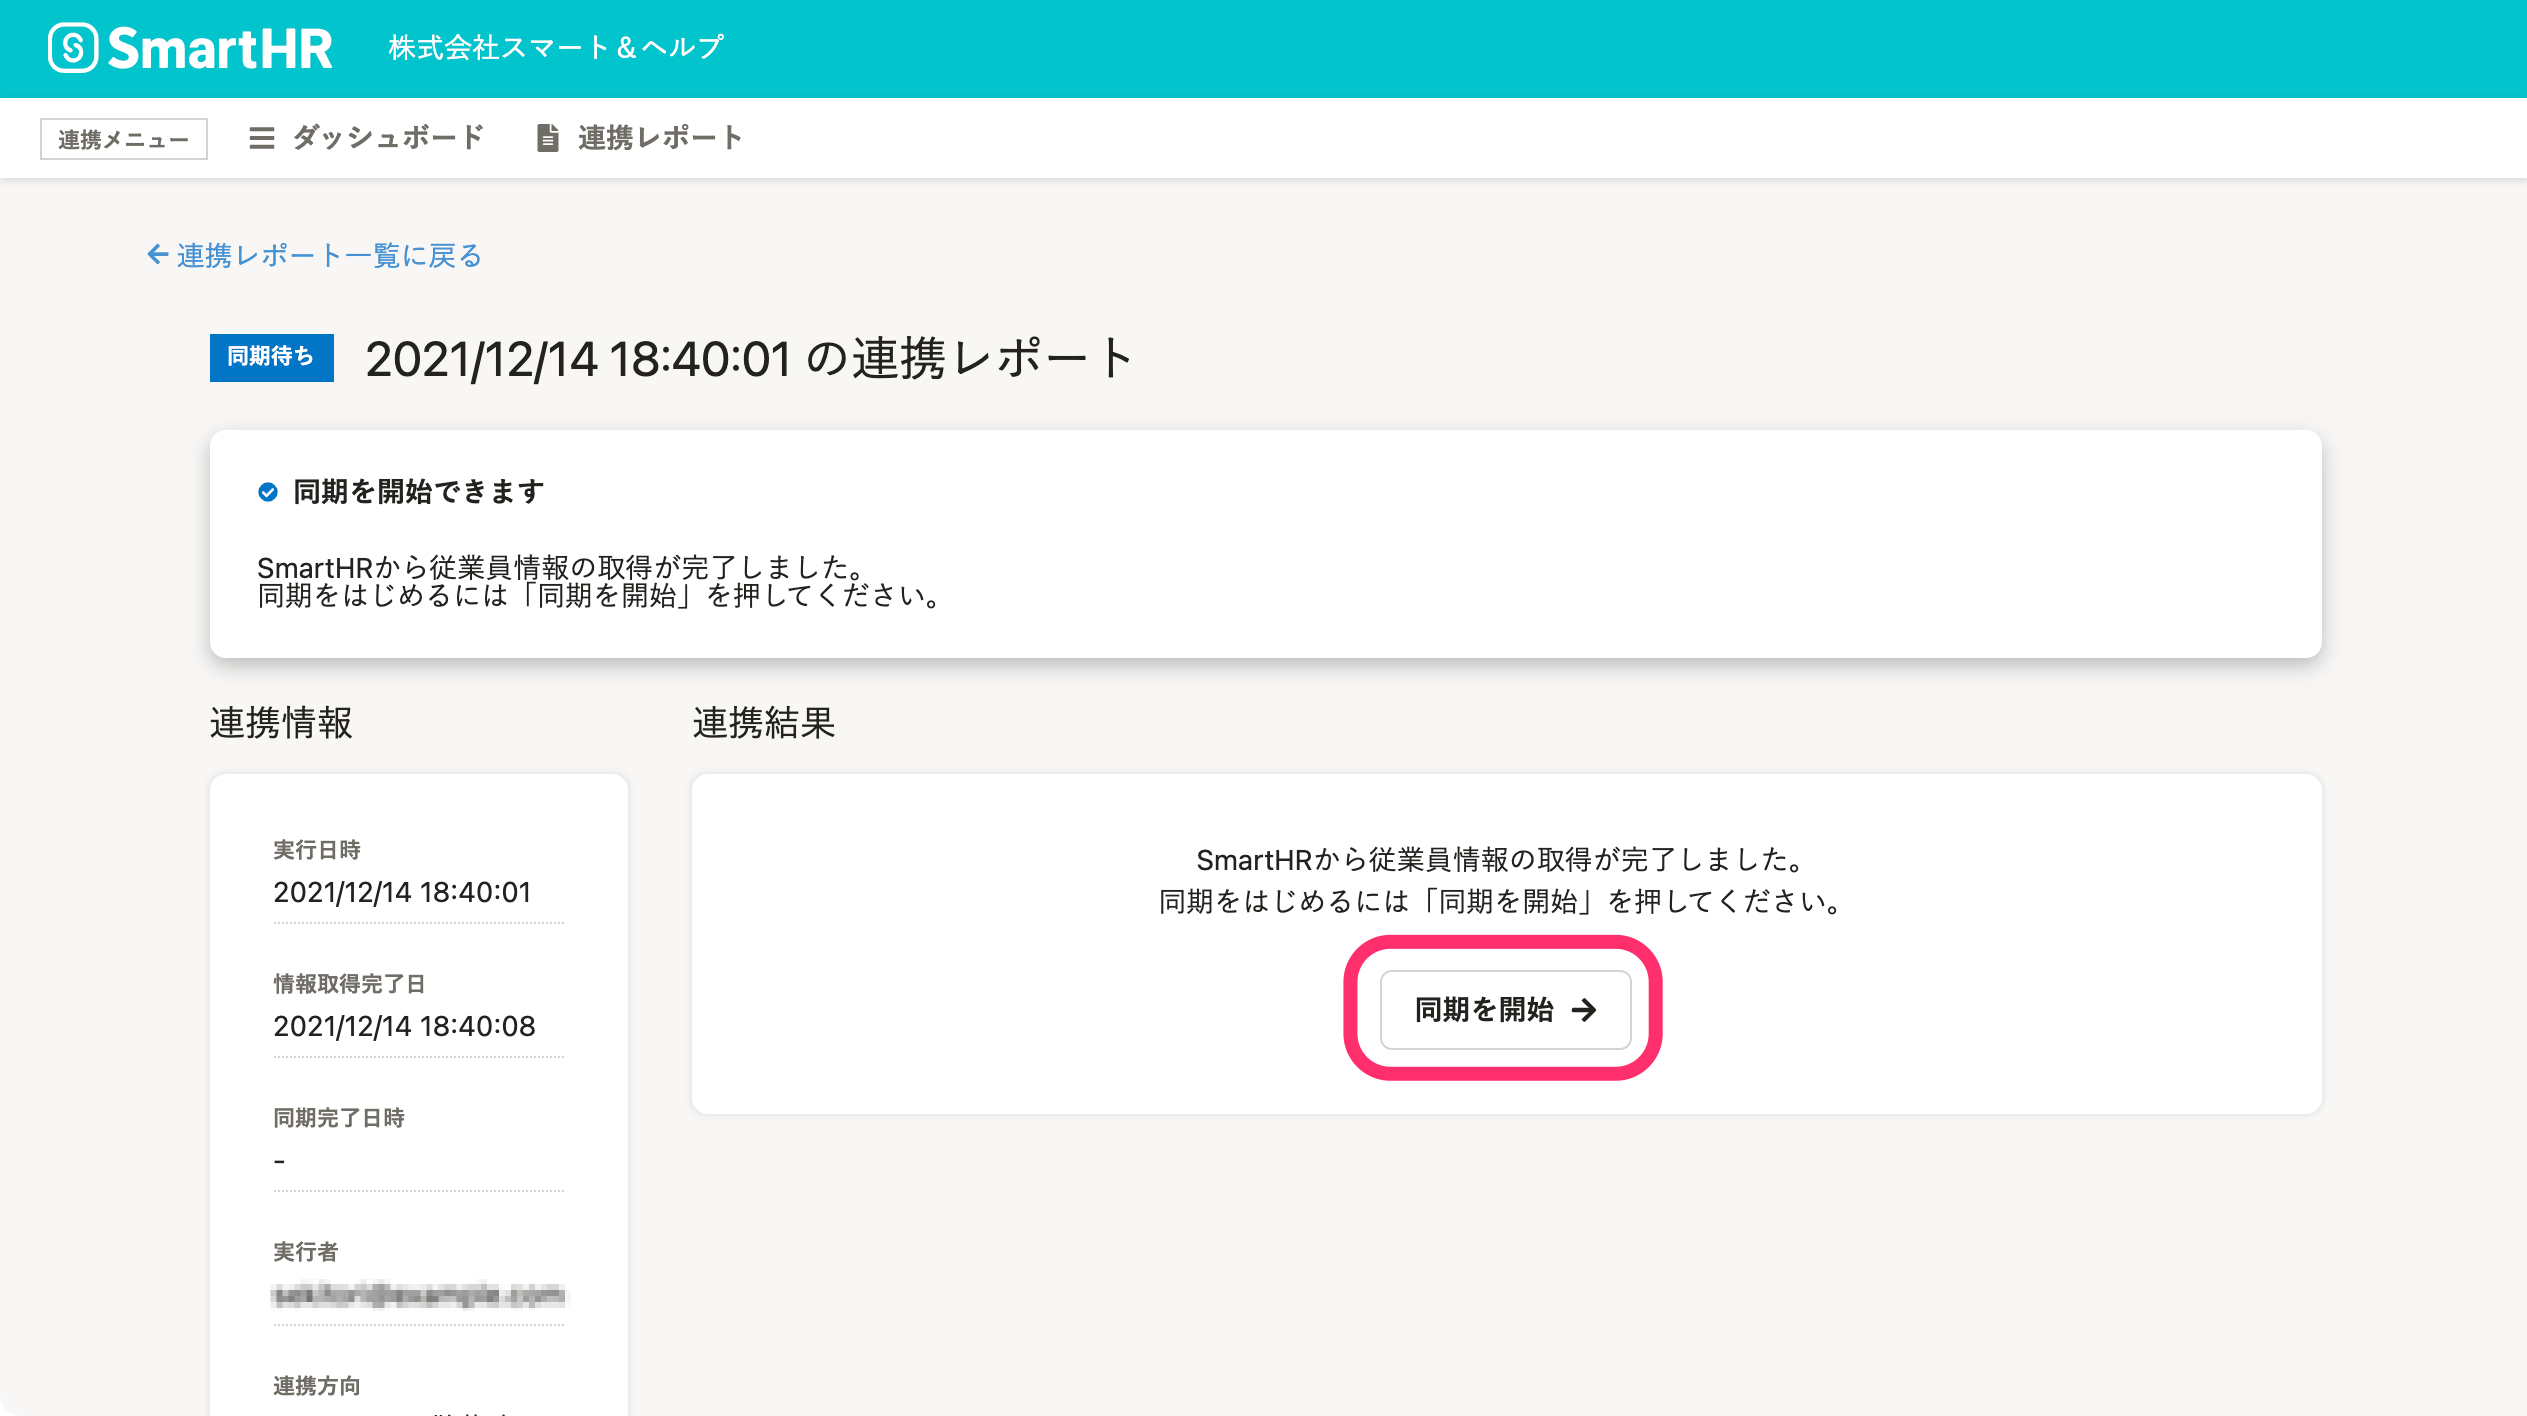 SmartHR 株式会社スマート＆ヘルプ
連携メニュー ダッシュボード 連携レポート
連携レポート一覧に戻る
同期待ち 2021/12/14 18:40:01 の連携レポート
同期を開始できます
SmartHRから従業員情報の取得が完了しました。
同期をはじめるには「同期を開始」を押してください。
連携情報
実行日時
2021/12/14 18:40:01
情報取得完了日
2021/12/14 18:40:08
同期完了日時
-
実行者
連携方向
連携結果
SmartHRから従業員情報の取得が完了しました。
同期をはじめるには「同期を開始」を押してください。
同期を開始